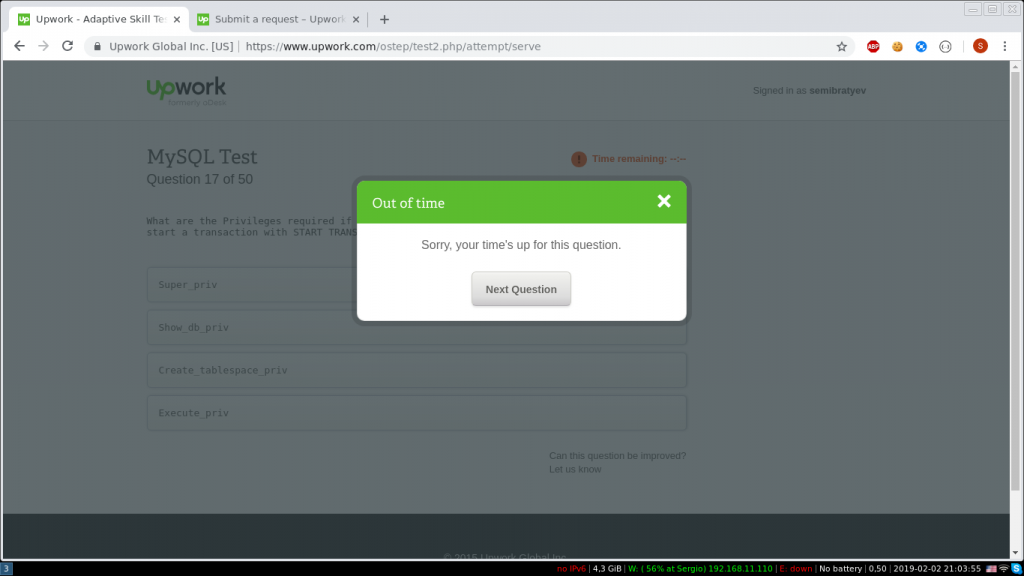 Upwork - Adaptive Skill Te
Submit a request – Upwork
Upwork Global Inc. [US]
https://www.upwork.com/ostep/test2.php/attempt/serve
ABP
S
upwork
formerly oDesk
Signed in as semibratyev
MySQL Test
Time remaining: --:--
Question 17 of 50
What are the Privileges required if
start a transaction with START TRANS
Out of time
Sorry, your time's up for this question.
Next Question
Super_priv
Show_db_priv
Create_tablespace_priv
Execute_priv
Can this question be improved?
Let us know
© 2015 Upwork Global Inc.
3
no IPv6 | 4,3 GiB | W: ( 56% at Sergio) 192.168.11.110 | E: down | No battery | 0,50 | 2019-02-02 21:03:55